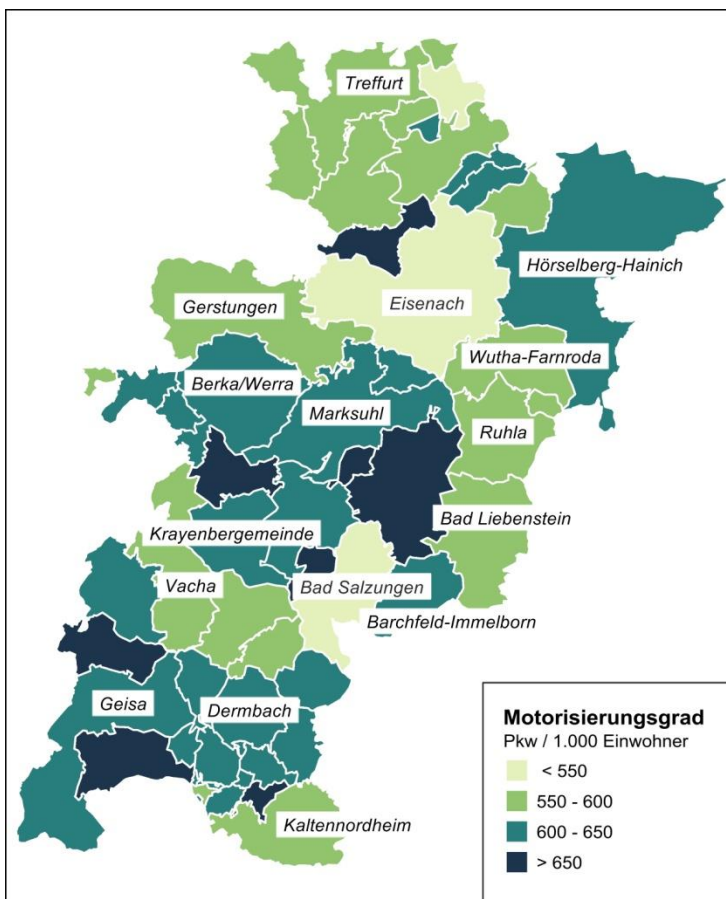 Treffurt
Hörselberg-Hainich
Gerstungen
Eisenach
Wutha-Farnroda
Berka/Werra
Marksuhl
Ruhla
Bad Liebenstein
Krayenbergemeinde
Vacha
Bad Salzungen
Barchfeld-Immelborn
Geisa
Dermbach
Kaltennordheim
Motorisierungsgrad
Pkw / 1.000 Einwohner
< 550
550 - 600
600 - 650
> 650